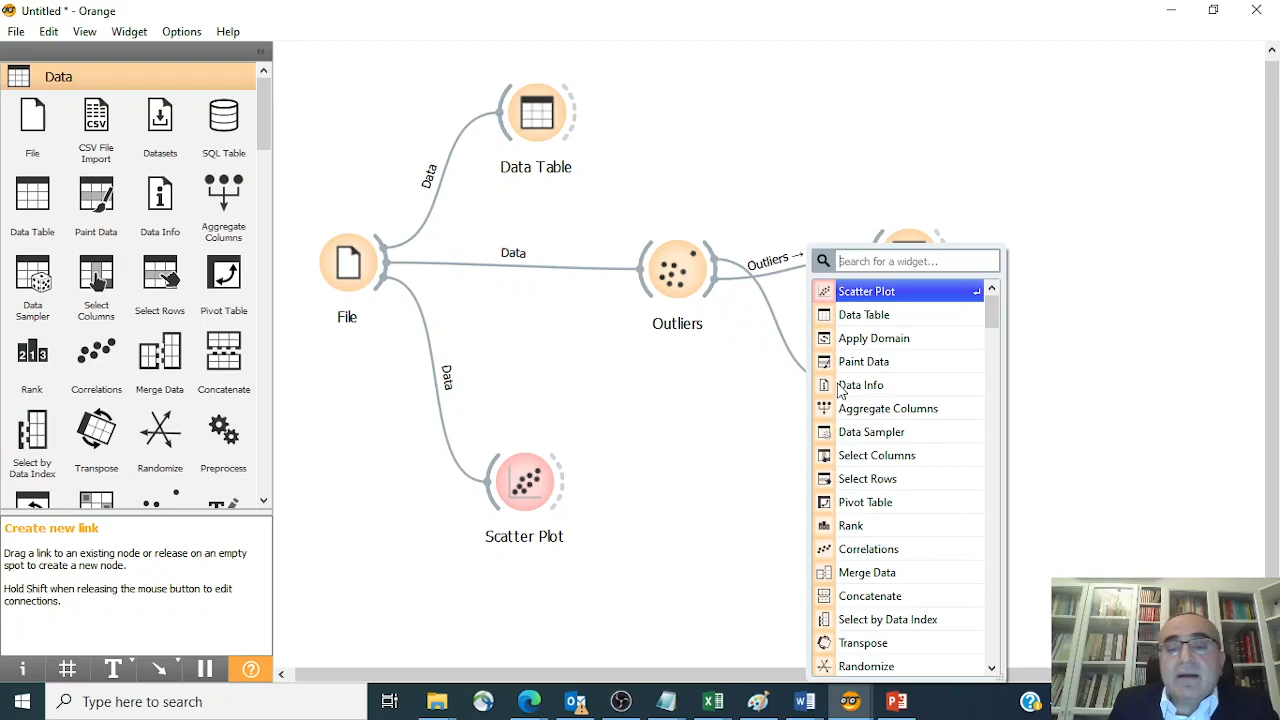 Untitled * - Orange
File Edit View Widget Options Help
Data
File
CSV File
Import
Datasets
SQL Table
Data Table
Paint Data
Data Info
Aggregate
Columns
Data
Sampler
Select
Columns
Select Rows
Pivot Table
Rank
Correlations
Merge Data
Concatenate
Select by
Data Index
Transpose
Randomize
Preprocess
Create new link
Drag a link to an existing node or release on an empty
spot to create a new node.
Hold Shift when releasing the mouse button to edit
connections.
Type here to search
Data Table
Data
Data
Data
File
Outliers
Outliers →
Scatter Plot
Search for a widget...
Scatter Plot
Data Table
Apply Domain
Paint Data
Data Info
Aggregate Columns
Data Sampler
Select Columns
Select Rows
Pivot Table
Rank
Correlations
Merge Data
Concatenate
Select by Data Index
Transpose
Randomize